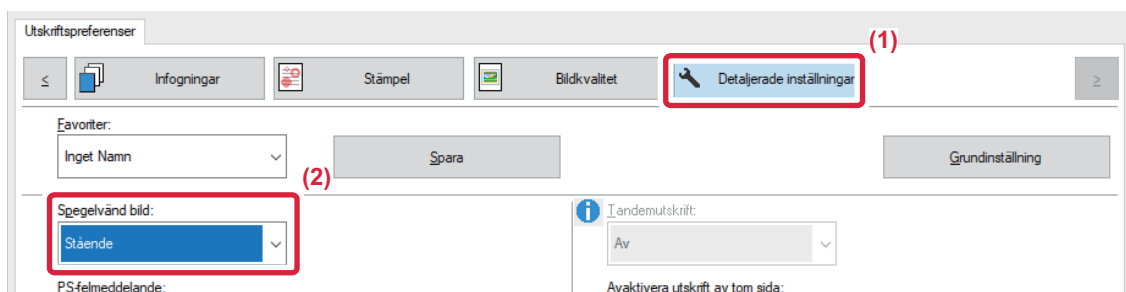 Utskriftspreferenser
(1)
< Infogningar Stämpel Bildkvalitet Detaljerade inställningar >
Favoriter:
Inget Namn Spara Grundinställning
(2)
Spegelvänd bild: Tandemutskrift:
Stående Av
PS-felmeddelande: Avaktivera utskrift av tom sida: